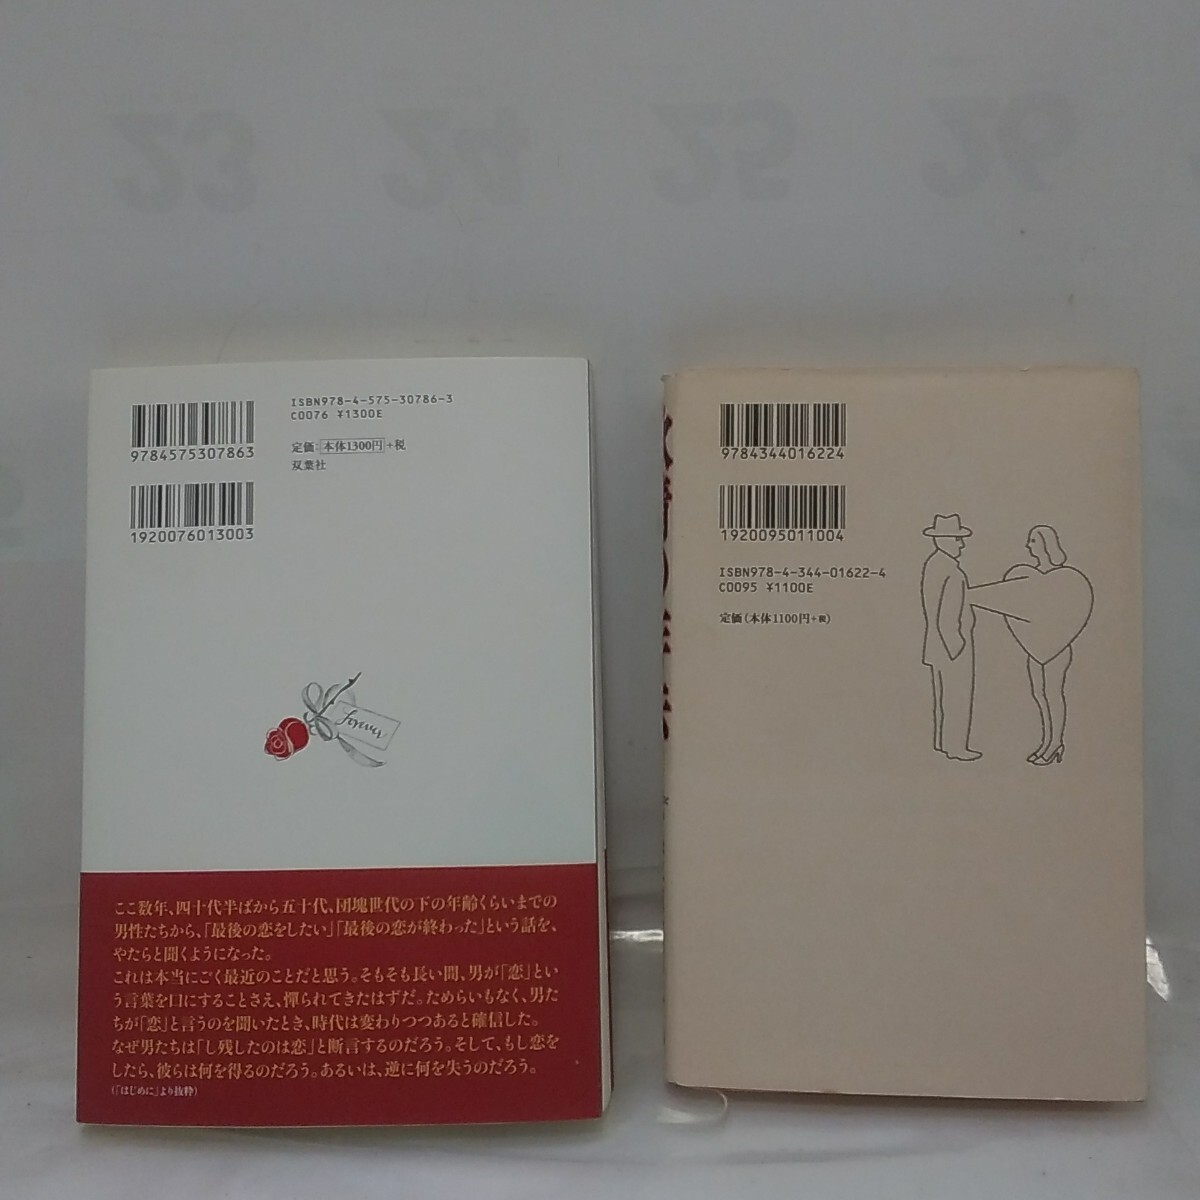 23 24 25 26
ISBN978-4-575-30786-3
C0076 ¥1300E
定価：本体1300円+税
双葉社
9784575307863
1920076013003
forever
ここ数年、四十代半ばから五十代、団塊世代の下の年齢くらいまでの
男性たちから、「最後の恋をしたい」「最後の恋が終わった」という話を、
やたらと聞くようになった。
これは本当にごく最近のことだと思う。そもそも長い間、男が「恋」とい
う言葉を口にすることさえ、憚られてきたはずだ。ためらいもなく、男た
ちが「恋」と言うのを聞いたとき、時代は変わりつつあると確信した。
なぜ男たちは「し残したのは恋」と断言するのだろう。そして、もし恋を
したら、彼らは何を得るのだろう。あるいは、逆に何を失うのだろう。
（「はじめに」より抜粋）
9784344016224
1920095011004
ISBN978-4-344-01622-4
C0095 ¥1100E
定価（本体1100円+税）